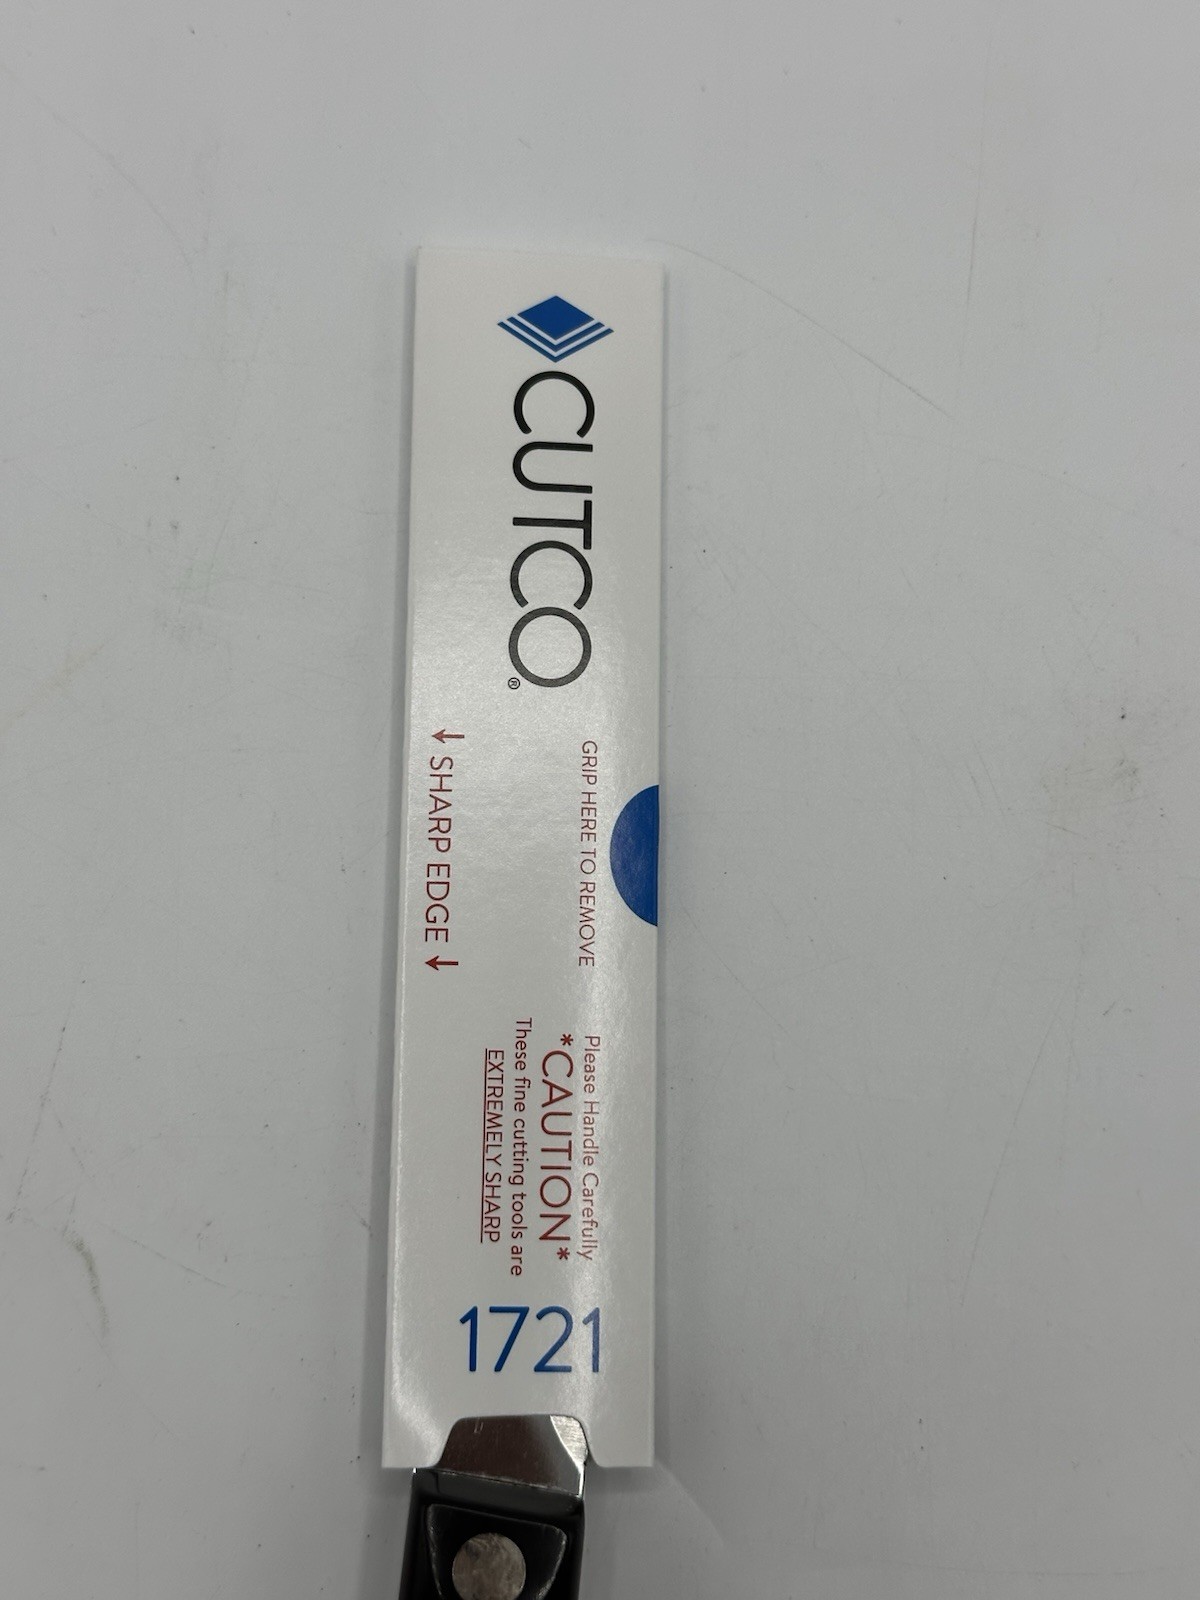 CUTCO®
GRIP HERE TO REMOVE
↓ SHARP EDGE ↓
Please Handle Carefully
*CAUTION*
These fine cutting tools are
EXTREMELY SHARP
1721